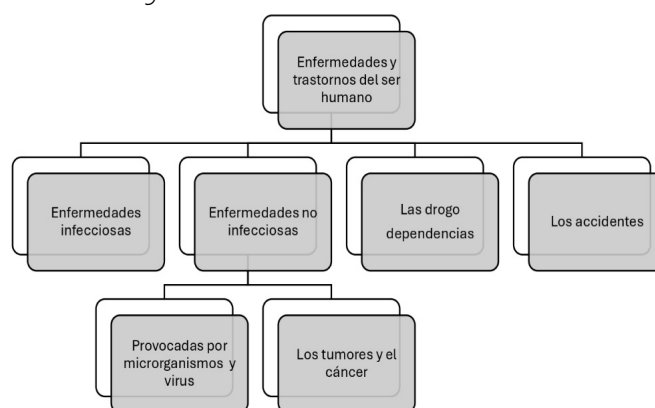 Enfermedades y
trastornos del ser
humano
Enfermedades
infecciosas
Enfermedades no
infecciosas
Las drogo
dependencias
Los accidentes
Provocadas por
microrganismos y
virus
Los tumores y el
cáncer